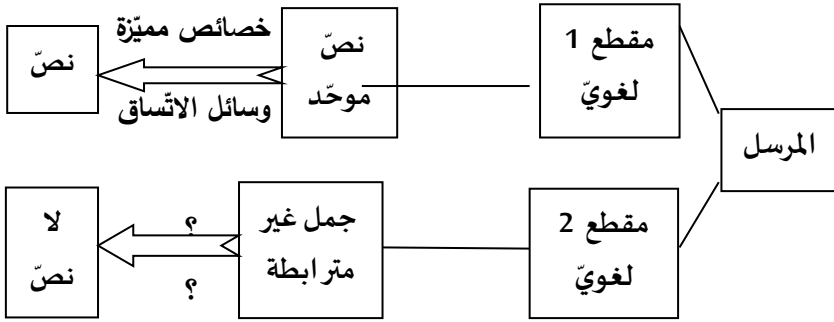 المرسل
مقطع 1
لغويّ
نصّ
موحّد
خصائص مميّزة
وسائل الاتّساق
نصّ
مقطع 2
لغويّ
جمل غير
مترابطة
؟
؟
لا
نصّ